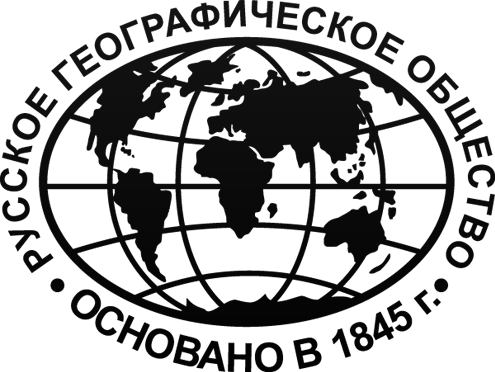 РУССКОЕ ГЕОГРАФИЧЕСКОЕ ОБЩЕСТВО
• ОСНОВАНО В 1845 г. •